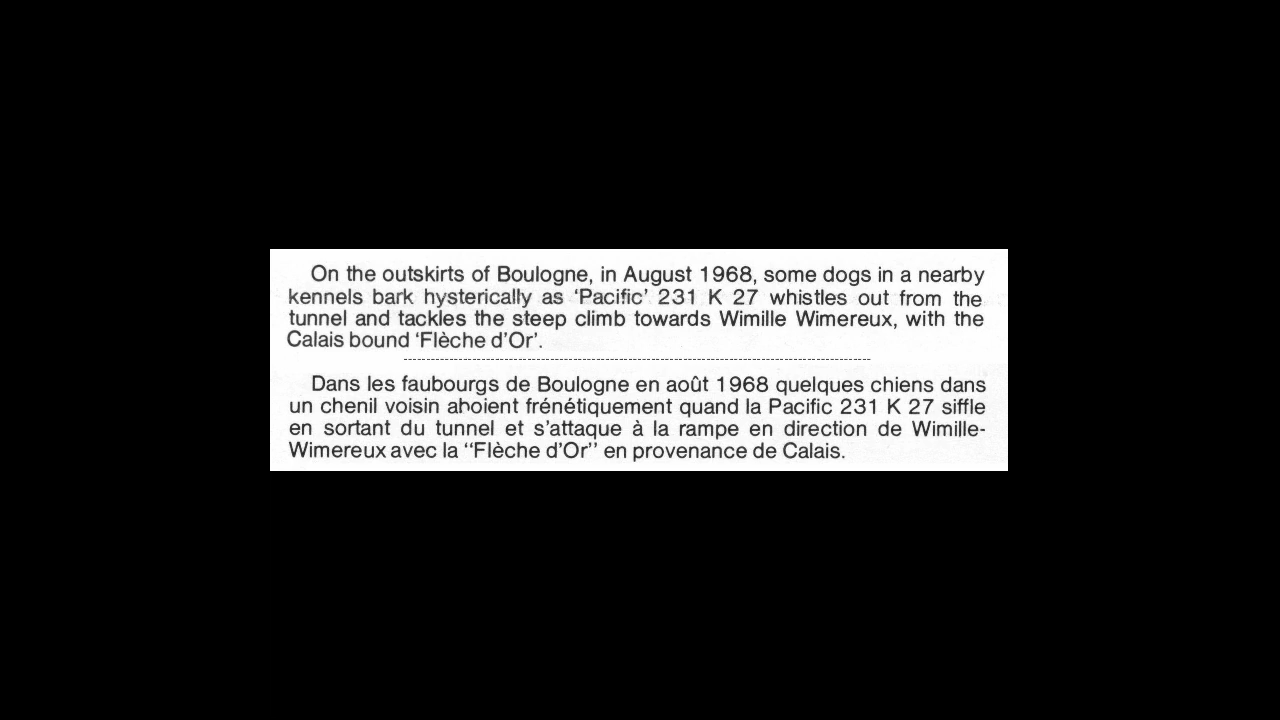 On the outskirts of Boulogne, in August 1968, some dogs in a nearby
kennels bark hysterically as ‘Pacific’ 231 K 27 whistles out from the
tunnel and tackles the steep climb towards Wimille Wimereux, with the
Calais bound ‘Flèche d’Or’.
Dans les faubourgs de Boulogne en août 1968 quelques chiens dans
un chenil voisin aboient frénétiquement quand la Pacific 231 K 27 siffle
en sortant du tunnel et s’attaque à la rampe en direction de Wimille-
Wimereux avec la “Flèche d’Or” en provenance de Calais.